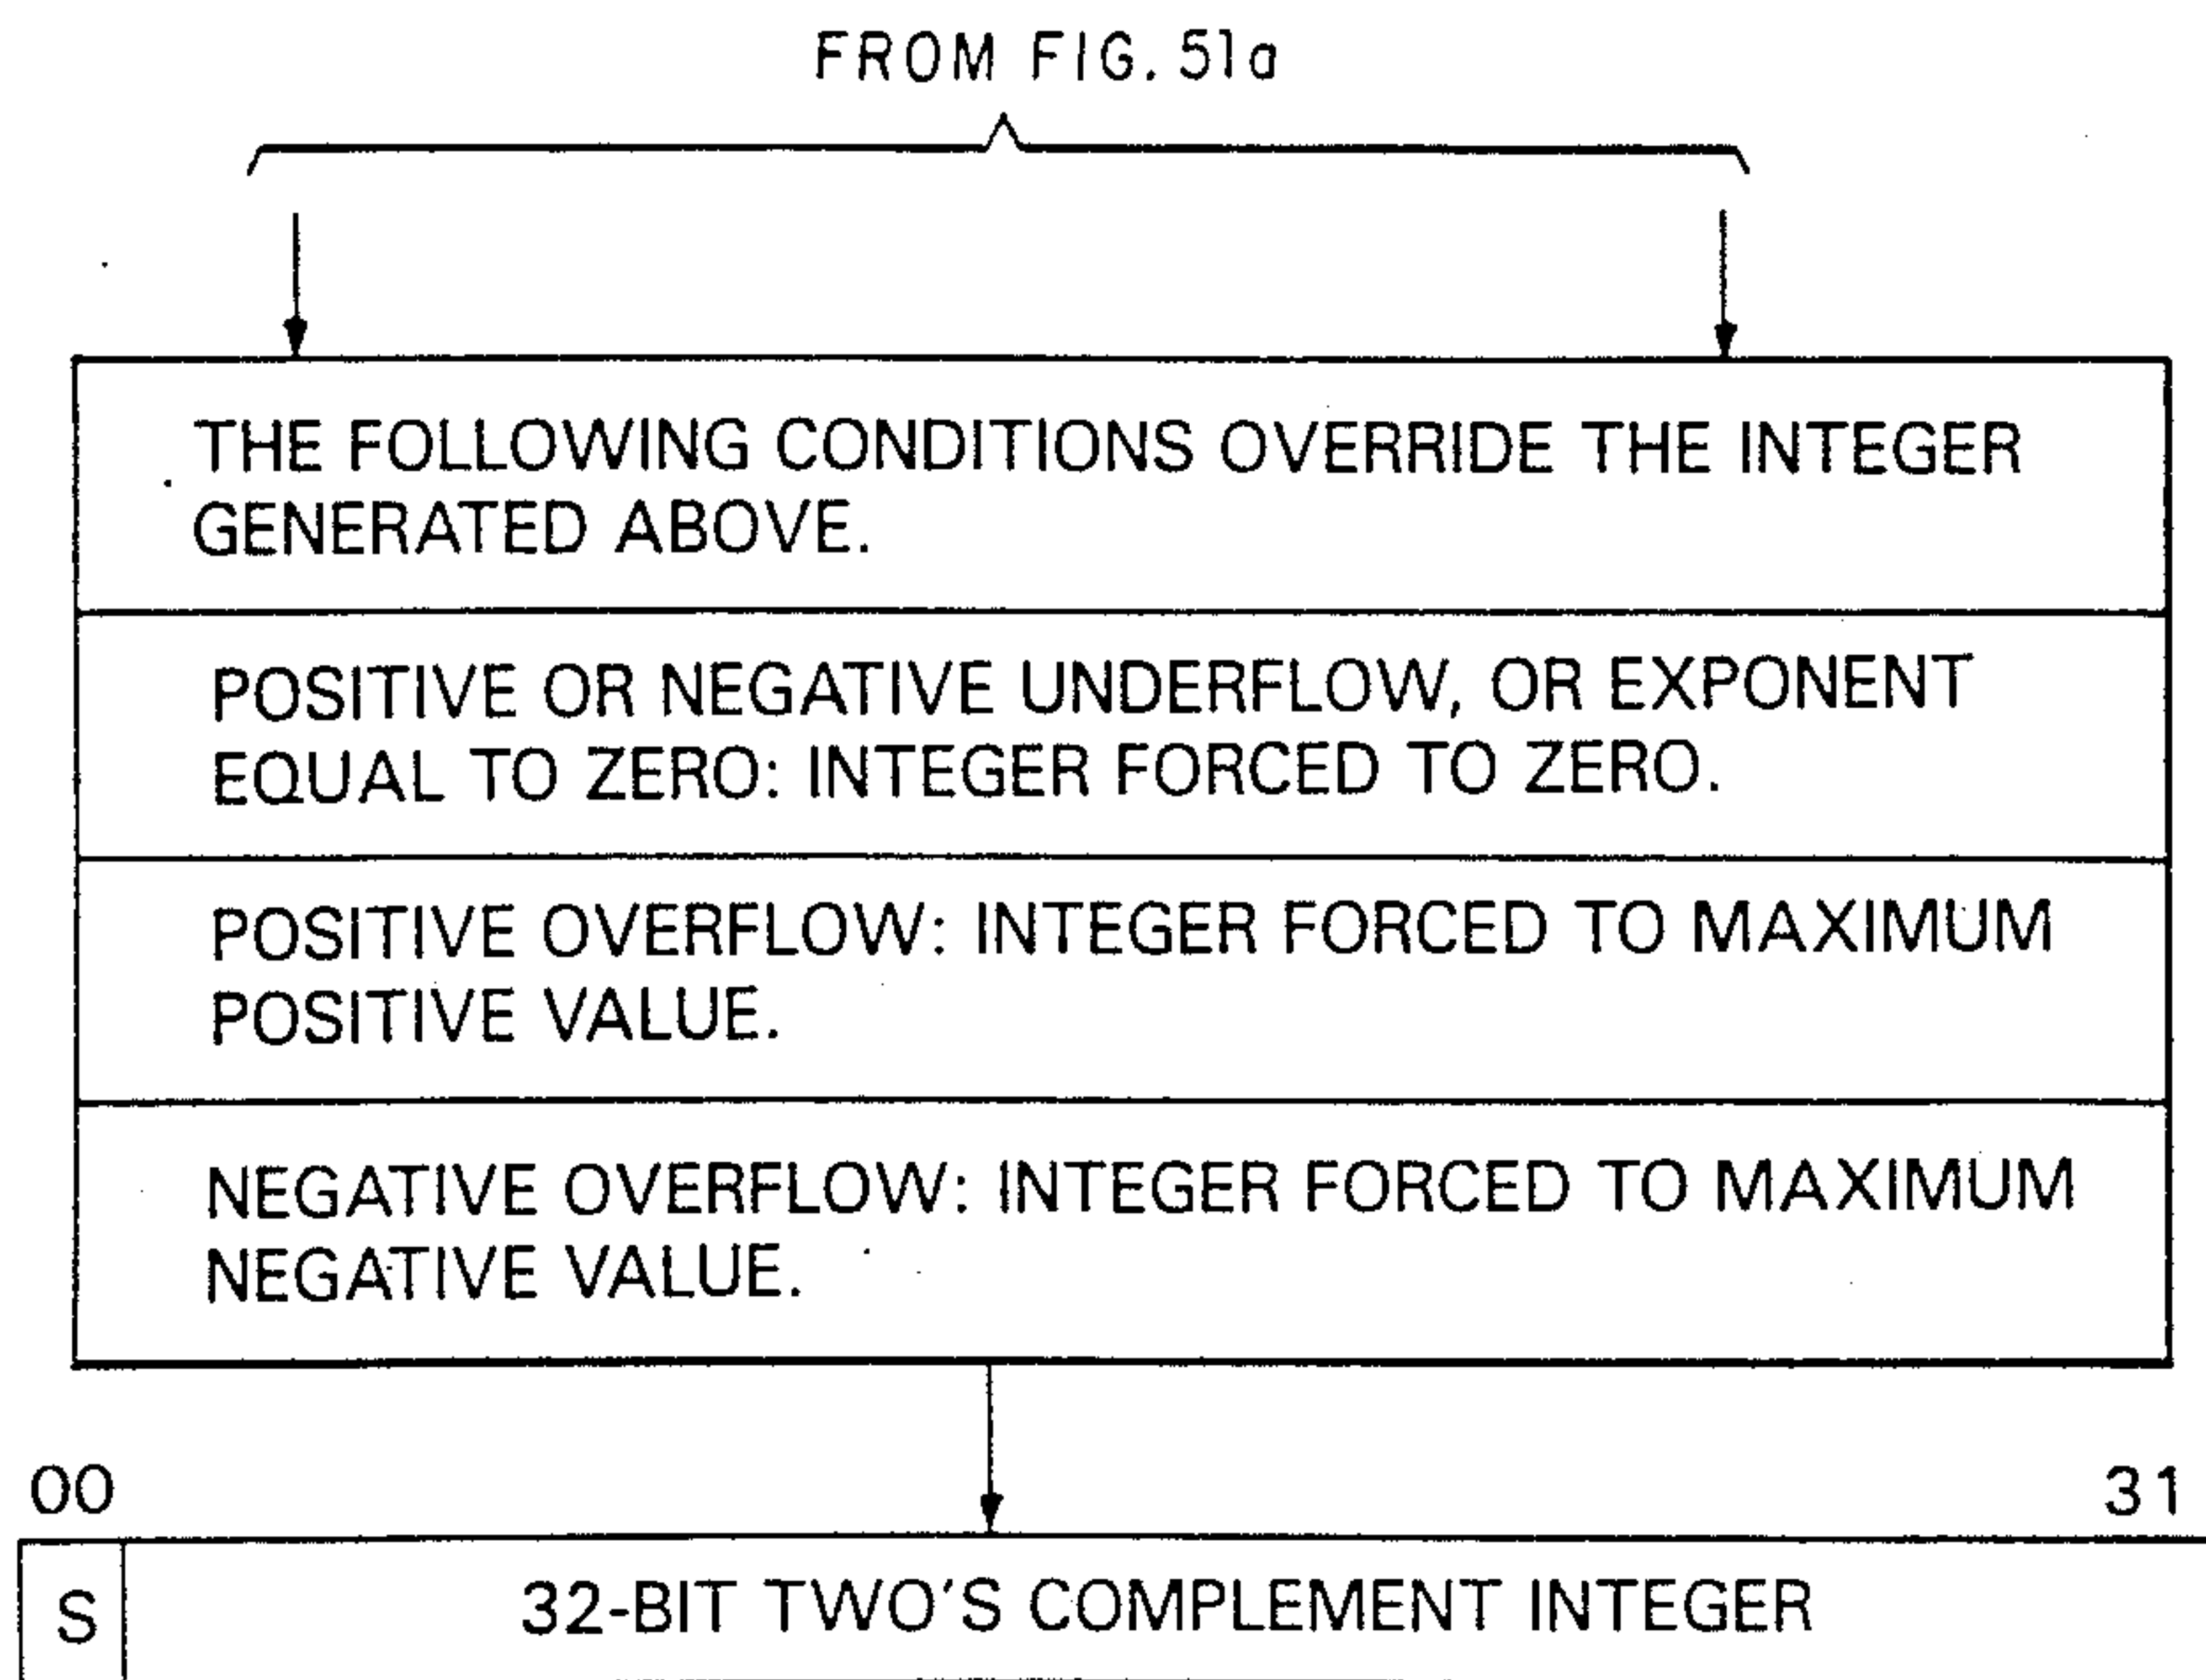 FROM FIG. 51a
THE FOLLOWING CONDITIONS OVERRIDE THE INTEGER
GENERATED ABOVE.
POSITIVE OR NEGATIVE UNDERFLOW, OR EXPONENT
EQUAL TO ZERO: INTEGER FORCED TO ZERO.
POSITIVE OVERFLOW: INTEGER FORCED TO MAXIMUM
POSITIVE VALUE.
NEGATIVE OVERFLOW: INTEGER FORCED TO MAXIMUM
NEGATIVE VALUE.
00 31
S 32-BIT TWO'S COMPLEMENT INTEGER